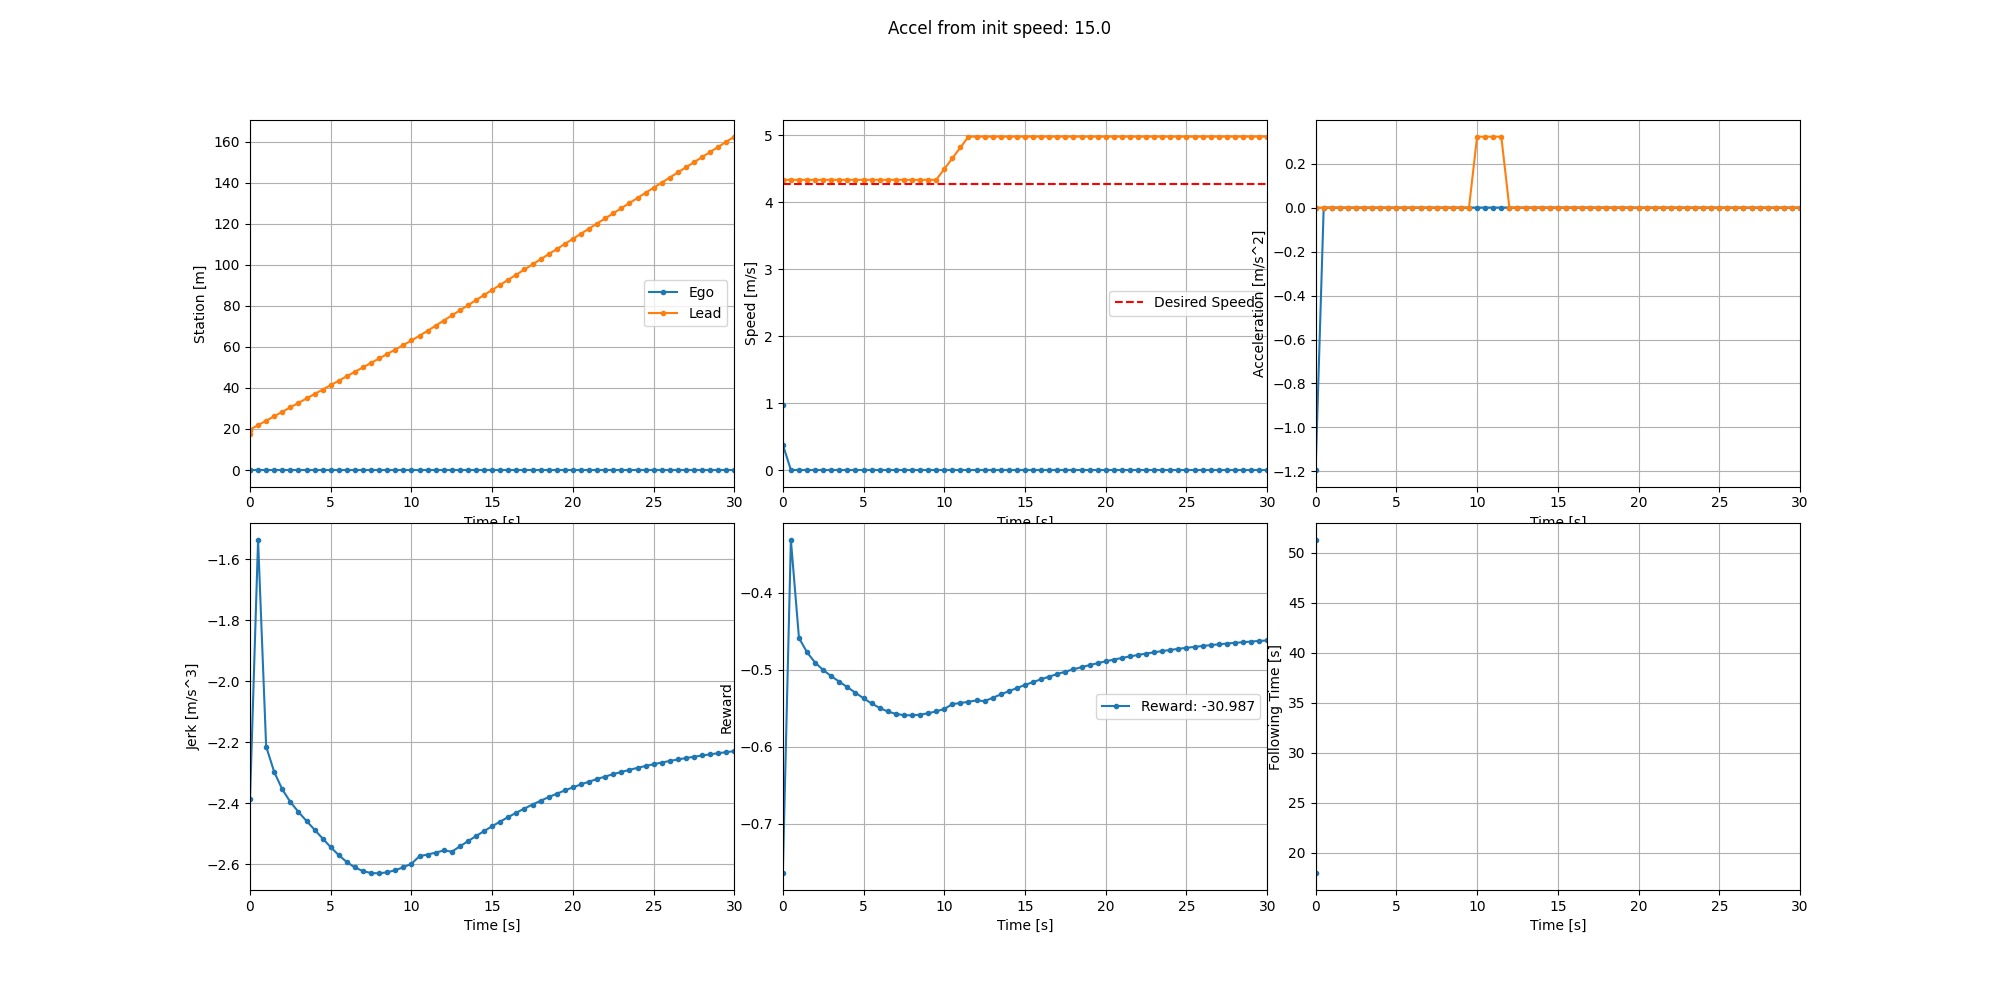 Accel from init speed: 15.0
Station [m]
160
140
120
100
80
60
40
20
0
0 5 10 15 20 25 30
Time [s]
Ego
Lead
Speed [m/s]
5
4
3
2
1
0
0 5 10 15 20 25 30
Time [s]
Desired Speed
Acceleration [m/s^2]
0.2
0.0
−0.2
−0.4
−0.6
−0.8
−1.0
−1.2
0 5 10 15 20 25 30
Time [s]
Jerk [m/s^3]
−1.6
−1.8
−2.0
−2.2
−2.4
−2.6
0 5 10 15 20 25 30
Time [s]
Reward
−0.4
−0.5
−0.6
−0.7
0 5 10 15 20 25 30
Time [s]
Reward: -30.987
Following Time [s]
50
45
40
35
30
25
20
0 5 10 15 20 25 30
Time [s]